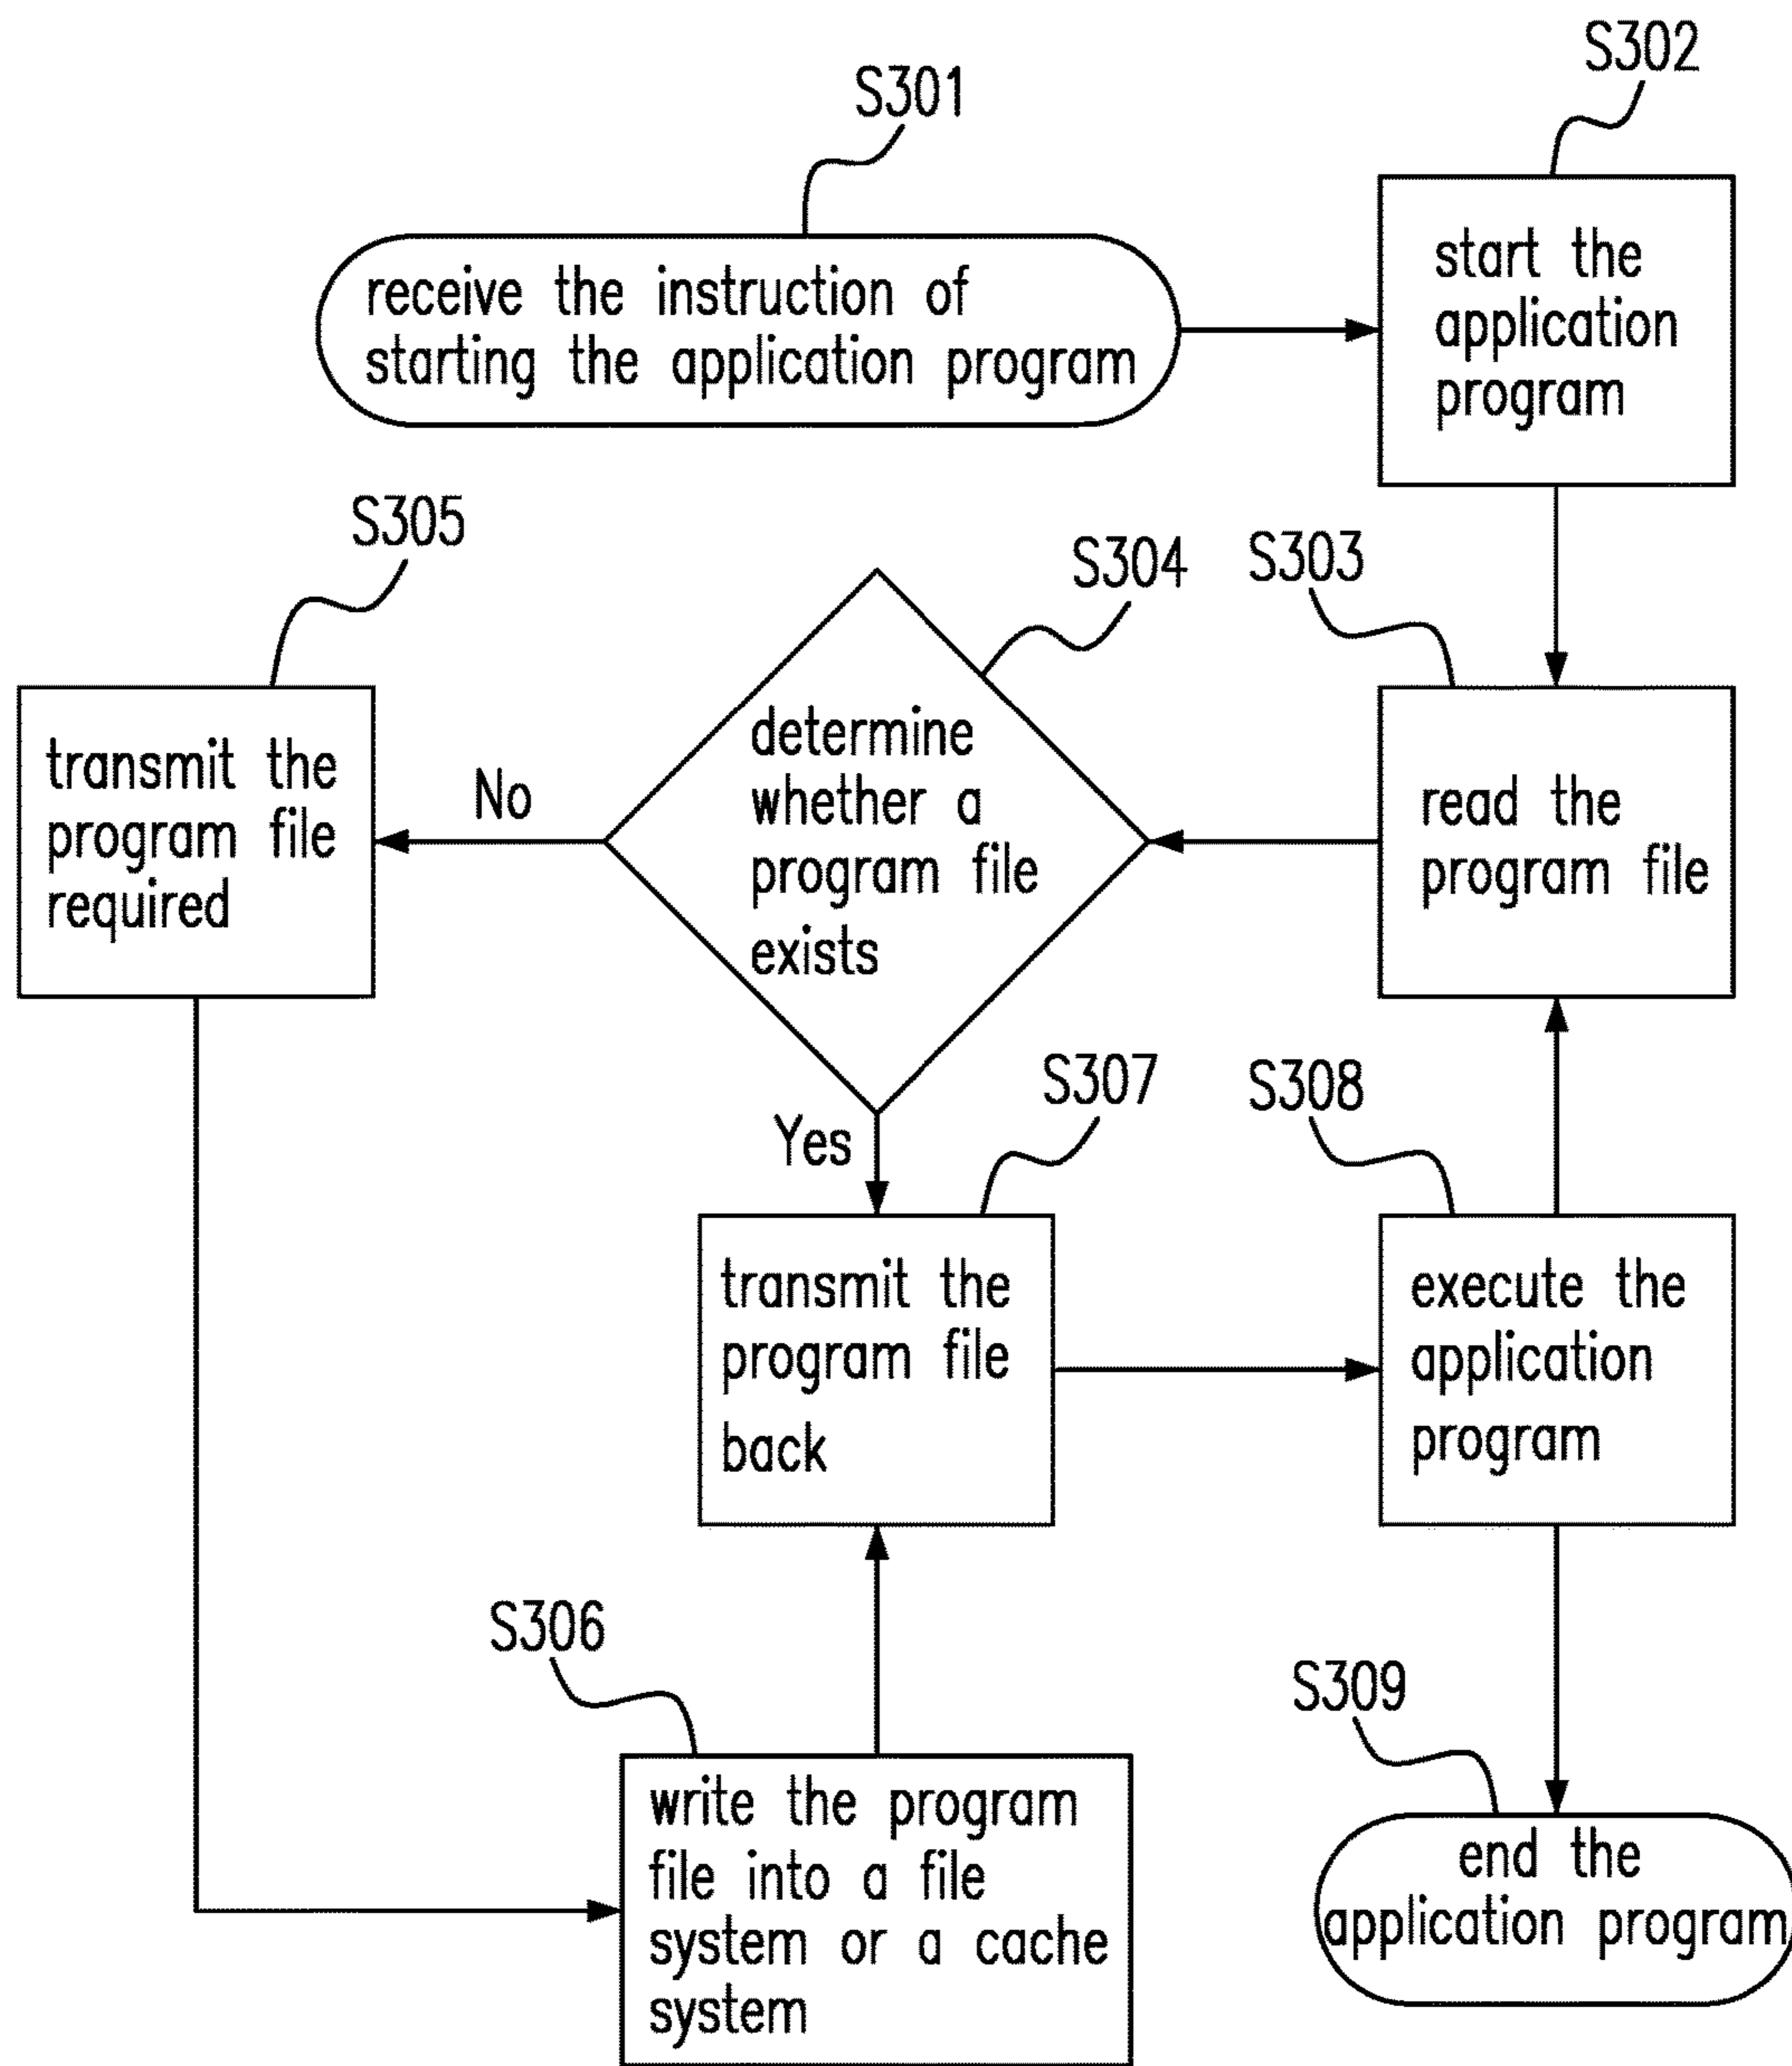 S301
receive the instruction of
starting the application program
S302
start the
application
program
S303
read the
program file
S304
determine
whether a
program file
exists
No
Yes
S305
transmit the
program file
required
S306
write the program
file into a file
system or a cache
system
S307
transmit the
program file
back
S308
execute the
application
program
S309
end the
application program